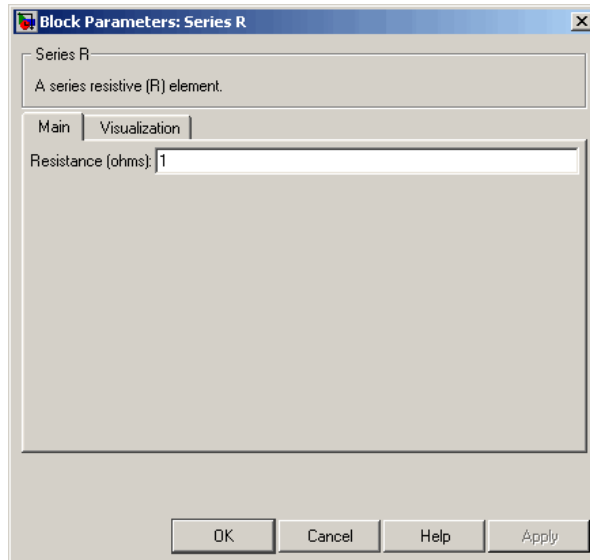 Block Parameters: Series R
Series R
A series resistive (R) element.
Main Visualization
Resistance (ohms): 1
OK Cancel Help Apply